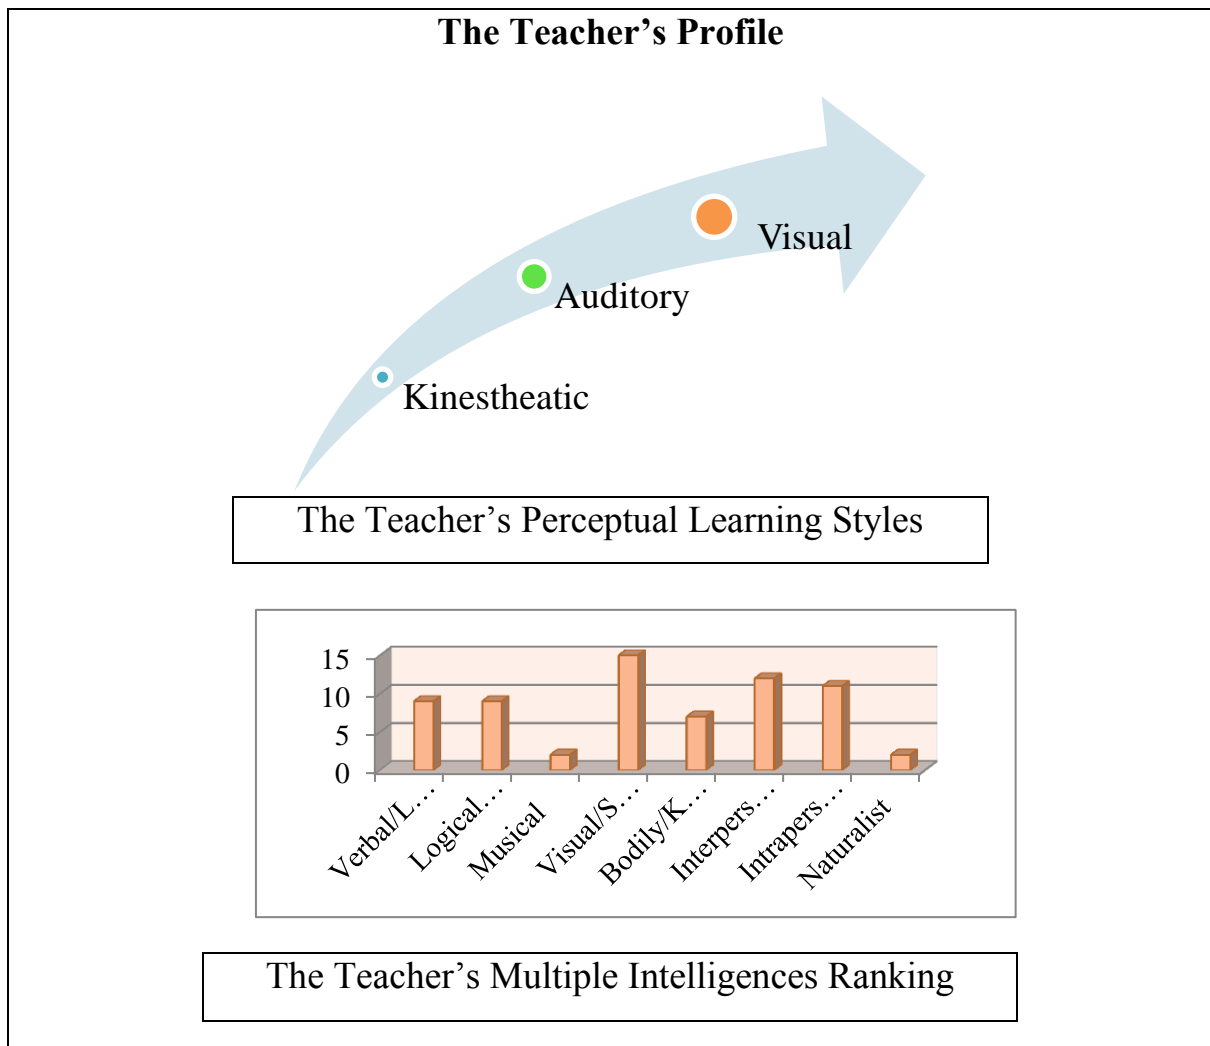 The Teacher’s Profile
Visual
Auditory
Kinestheatic
The Teacher’s Perceptual Learning Styles
15
10
5
0
Verbal/L…
Logical…
Musical
Visual/S…
Bodily/K…
Interpers…
Intrapers…
Naturalist
The Teacher’s Multiple Intelligences Ranking